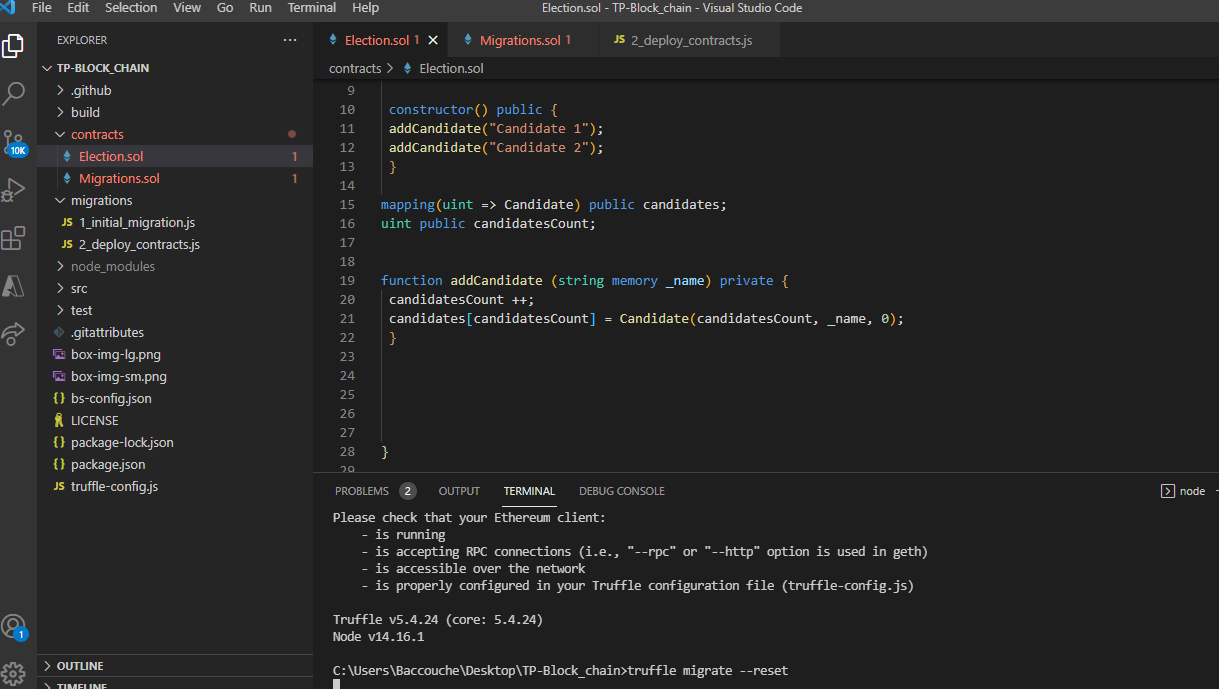 File Edit Selection View Go Run Terminal Help Election.sol - TP-Block_chain - Visual Studio Code
EXPLORER ···
TP-BLOCK_CHAIN
.github
build
contracts
Election.sol 1
Migrations.sol 1
migrations
JS 1_initial_migration.js
JS 2_deploy_contracts.js
node_modules
src
test
.gitattributes
box-img-lg.png
box-img-sm.png
{} bs-config.json
LICENSE
{} package-lock.json
{} package.json
JS truffle-config.js
OUTLINE
TIMELINE
10K
1
Election.sol 1
Migrations.sol 1
JS 2_deploy_contracts.js
contracts > Election.sol
9
10 constructor() public {
11 addCandidate("Candidate 1");
12 addCandidate("Candidate 2");
13 }
14
15 mapping(uint => Candidate) public candidates;
16 uint public candidatesCount;
17
18
19 function addCandidate (string memory _name) private {
20 candidatesCount ++;
21 candidates[candidatesCount] = Candidate(candidatesCount, _name, 0);
22 }
23
24
25
26
27
28 }
29
PROBLEMS 2 OUTPUT TERMINAL DEBUG CONSOLE node
Please check that your Ethereum client:
- is running
- is accepting RPC connections (i.e., "--rpc" or "--http" option is used in geth)
- is accessible over the network
- is properly configured in your Truffle configuration file (truffle-config.js)
Truffle v5.4.24 (core: 5.4.24)
Node v14.16.1
C:\Users\Baccouche\Desktop\TP-Block_chain>truffle migrate --reset